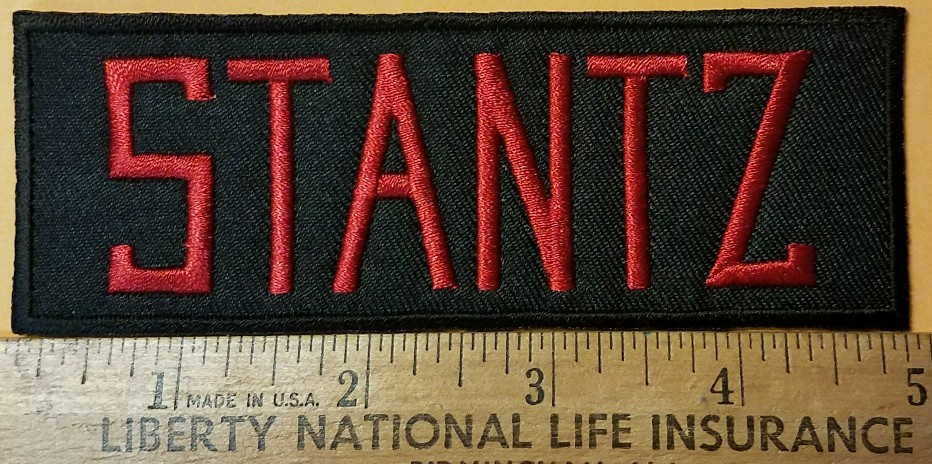 STANTZ
1 MADE IN U.S.A. 2 3 4 5
LIBERTY NATIONAL LIFE INSURANCE